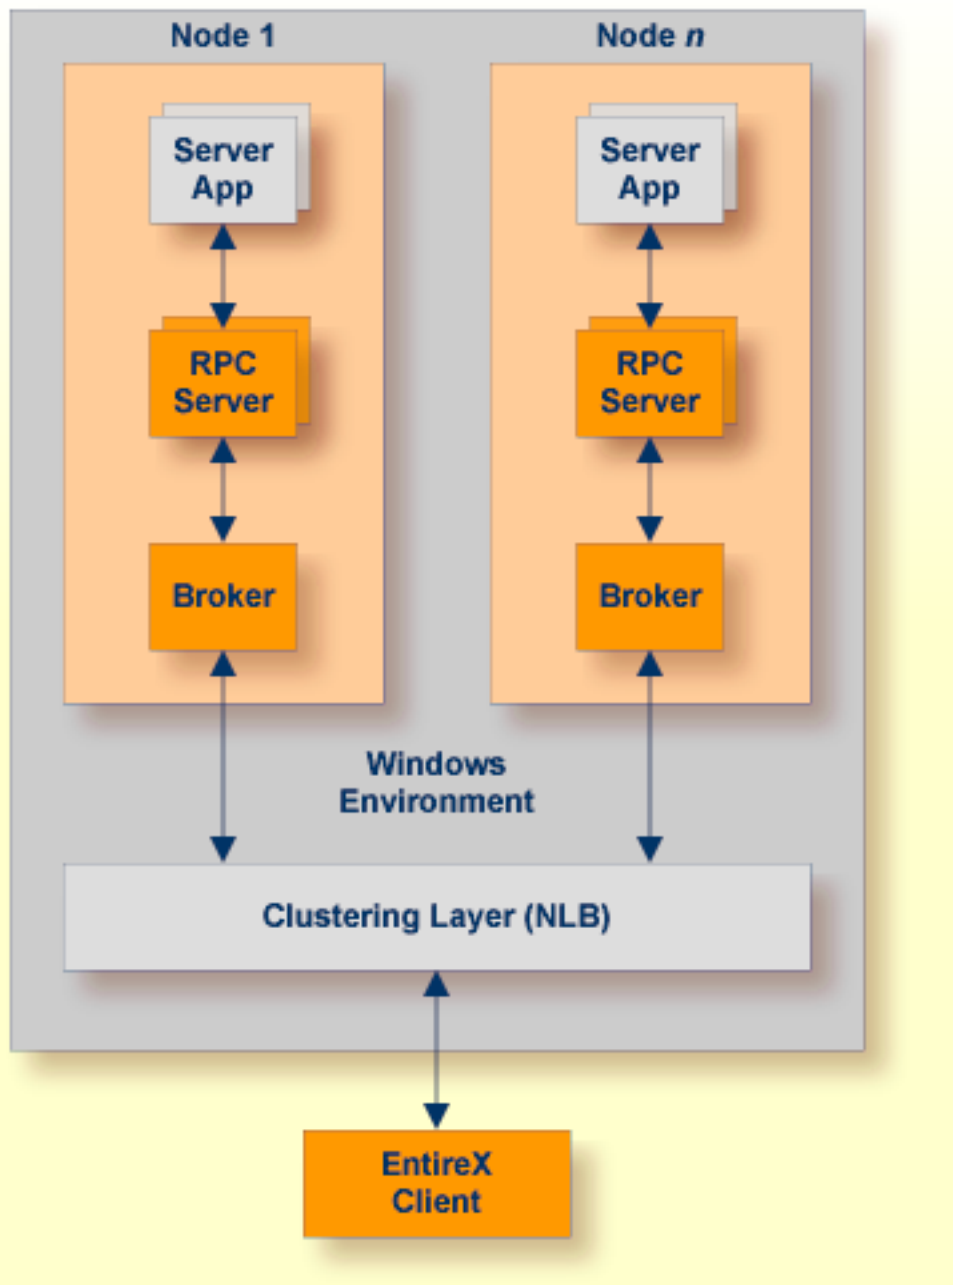 Node 1
Node n
Server
App
Server
App
RPC
Server
RPC
Server
Broker
Broker
Windows
Environment
Clustering Layer (NLB)
EntireX
Client